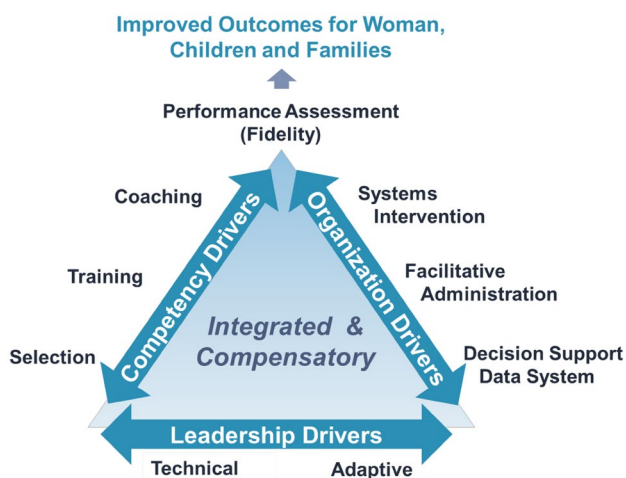 Improved Outcomes for Woman,
Children and Families
Performance Assessment
(Fidelity)
Coaching
Training
Selection
Competency Drivers
Integrated &
Compensatory
Organization Drivers
Systems
Intervention
Facilitative
Administration
Decision Support
Data System
Leadership Drivers
Technical
Adaptive